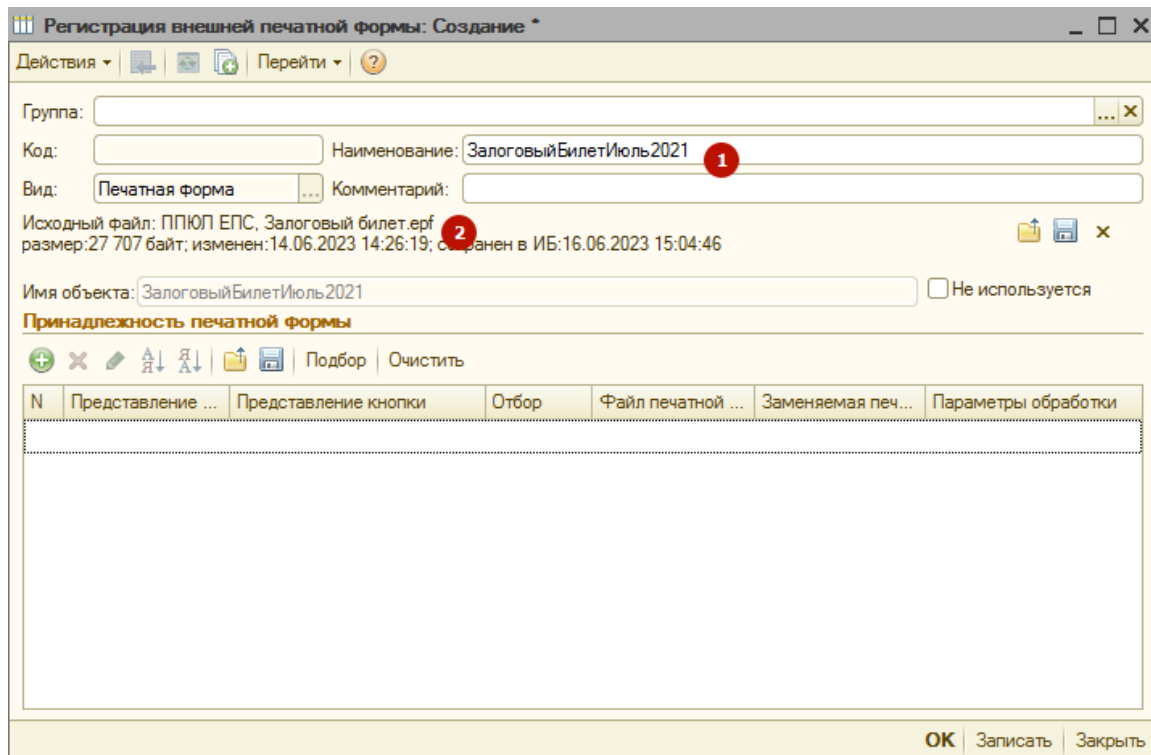 Регистрация внешней печатной формы: Создание *
Действия Перейти ?
Группа: ...
Код: Наименование: ЗалоговыйБилетИюль2021 1
Вид: Печатная форма ... Комментарий:
Исходный файл: ППЮЛ ЕПС, Залоговый билет.epf 2
размер:27 707 байт; изменен:14.06.2023 14:26:19; сохранен в ИБ:16.06.2023 15:04:46
Имя объекта: ЗалоговыйБилетИюль2021 Не используется
Принадлежность печатной формы
Подбор Очистить
N Представление ... Представление кнопки Отбор Файл печатной ... Заменяемая печ... Параметры обработки
OK Записать Закрыть